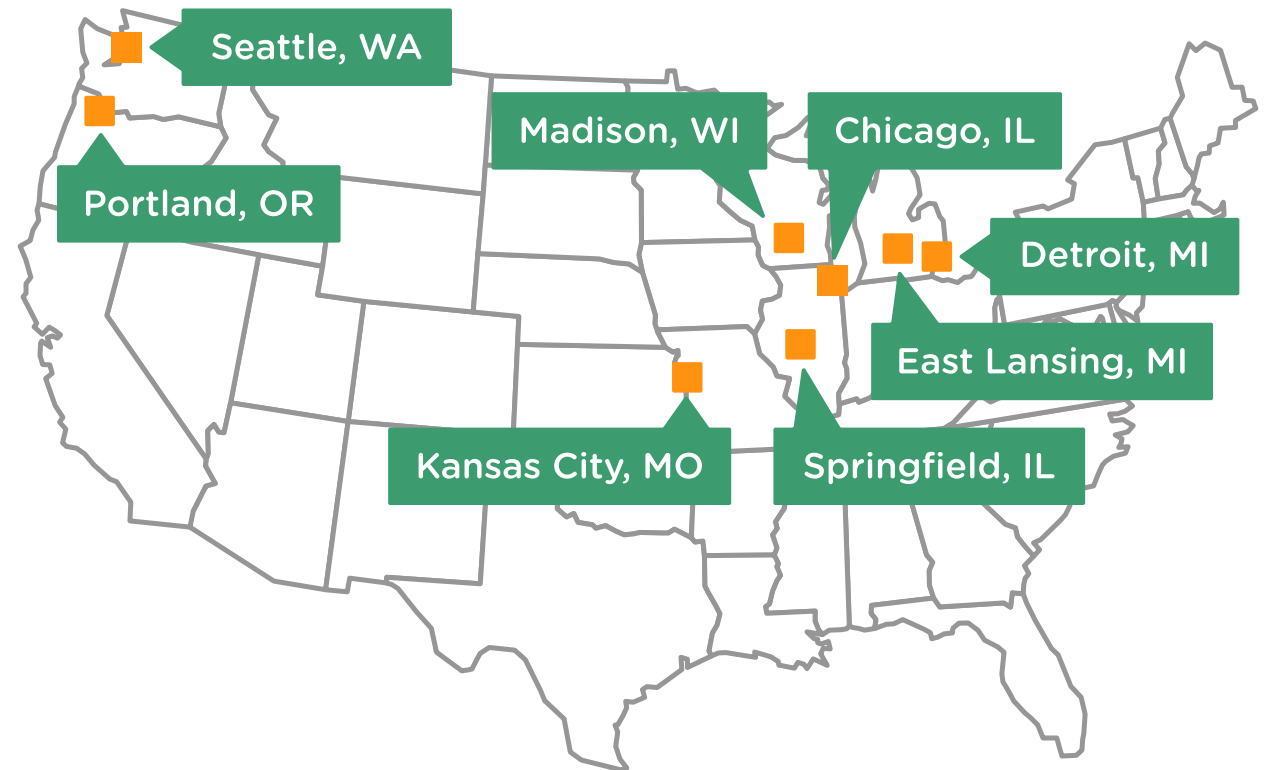 Seattle, WA
Madison, WI
Chicago, IL
Portland, OR
Detroit, MI
East Lansing, MI
Kansas City, MO
Springfield, IL